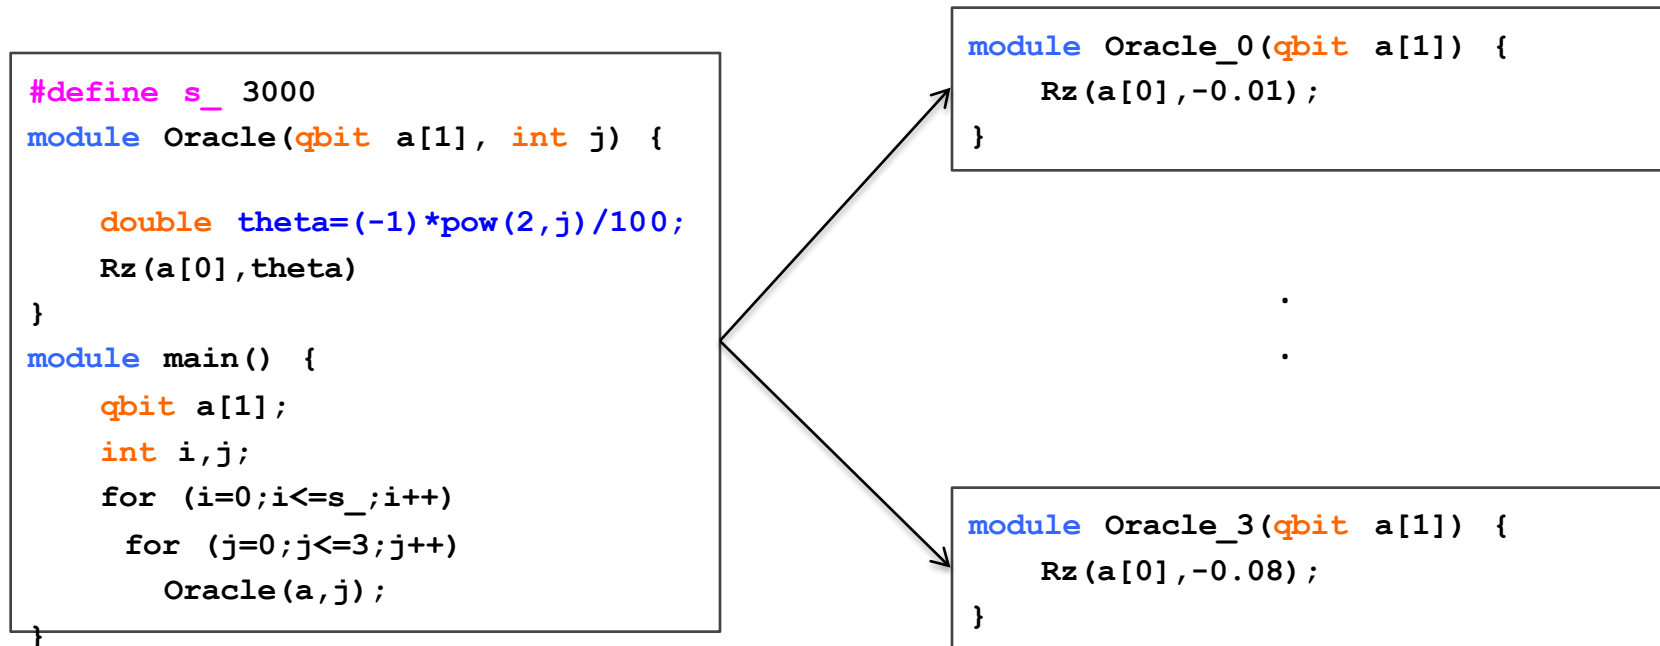 #define s_ 3000
module Oracle(qbit a[1], int j) {
double theta=(-1)*pow(2,j)/100;
Rz(a[0],theta)
}
module main() {
qbit a[1];
int i,j;
for (i=0;i<=s_;i++)
for (j=0;j<=3;j++)
Oracle(a,j);
}
module Oracle_0(qbit a[1]) {
Rz(a[0],-0.01);
}
.
.
module Oracle_3(qbit a[1]) {
Rz(a[0],-0.08);
}